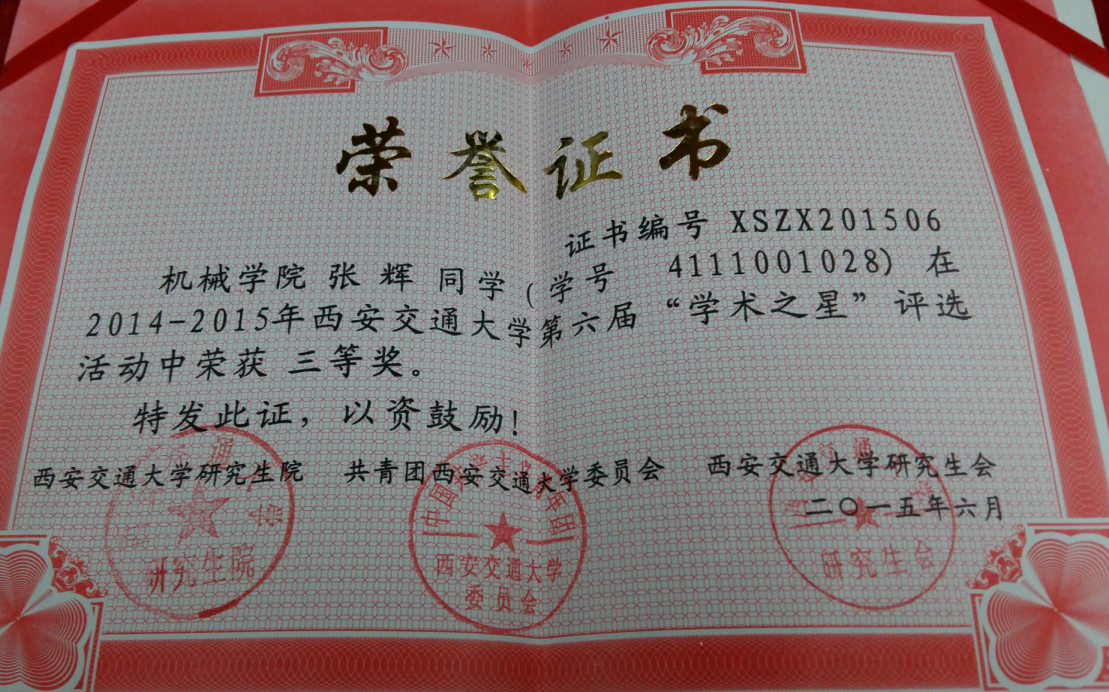 荣誉证书
证书编号 XSZX201506
机械学院 张 辉 同学（学号 4111001028）在
2014-2015年西安交通大学第六届“学术之星”评选
活动中荣获 三等奖。
特发此证，以资鼓励！
西安交通大学研究生院 共青团西安交通大学委员会 西安交通大学研究生会
二〇一五年六月
研究生院
西安交通大学
委员会
研究生会